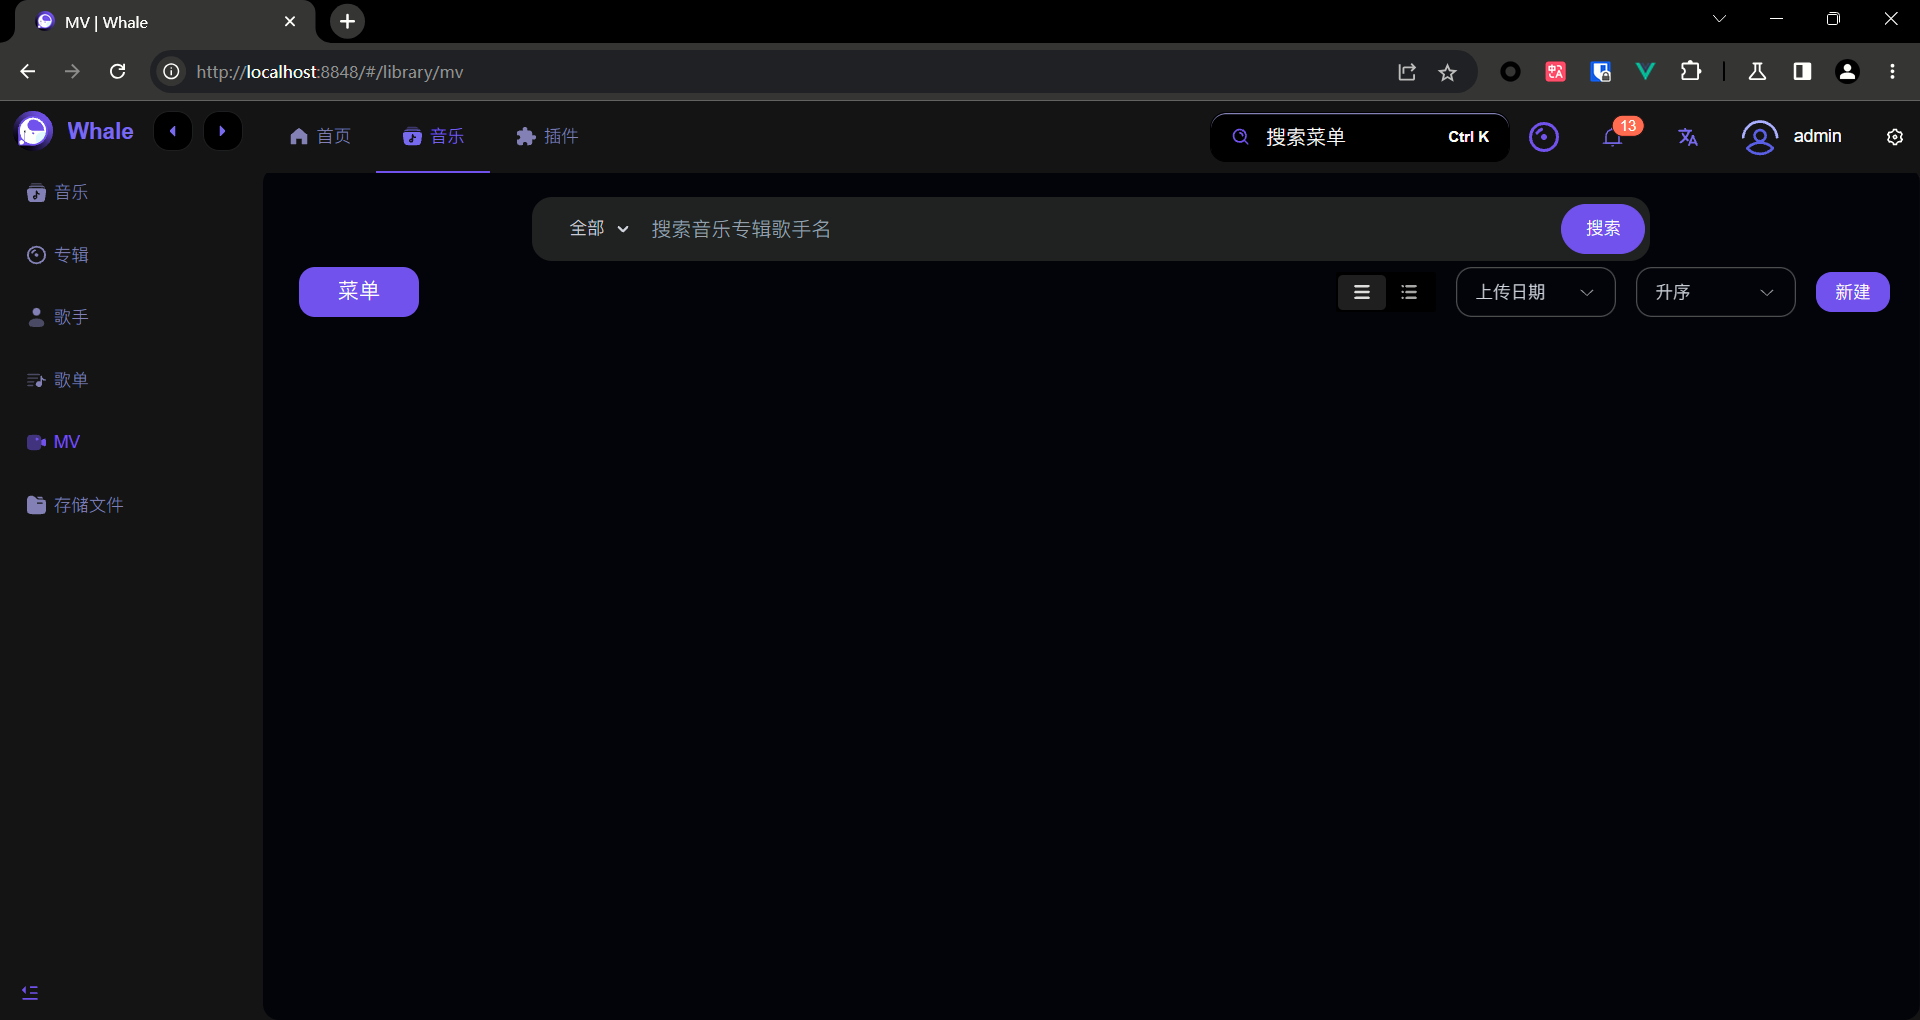 MV | Whale
http://localhost:8848/#/library/mv
Whale
首页
音乐
插件
搜索菜单
Ctrl K
13
admin
音乐
专辑
歌手
歌单
MV
存储文件
全部
搜索音乐专辑歌手名
搜索
菜单
上传日期
升序
新建